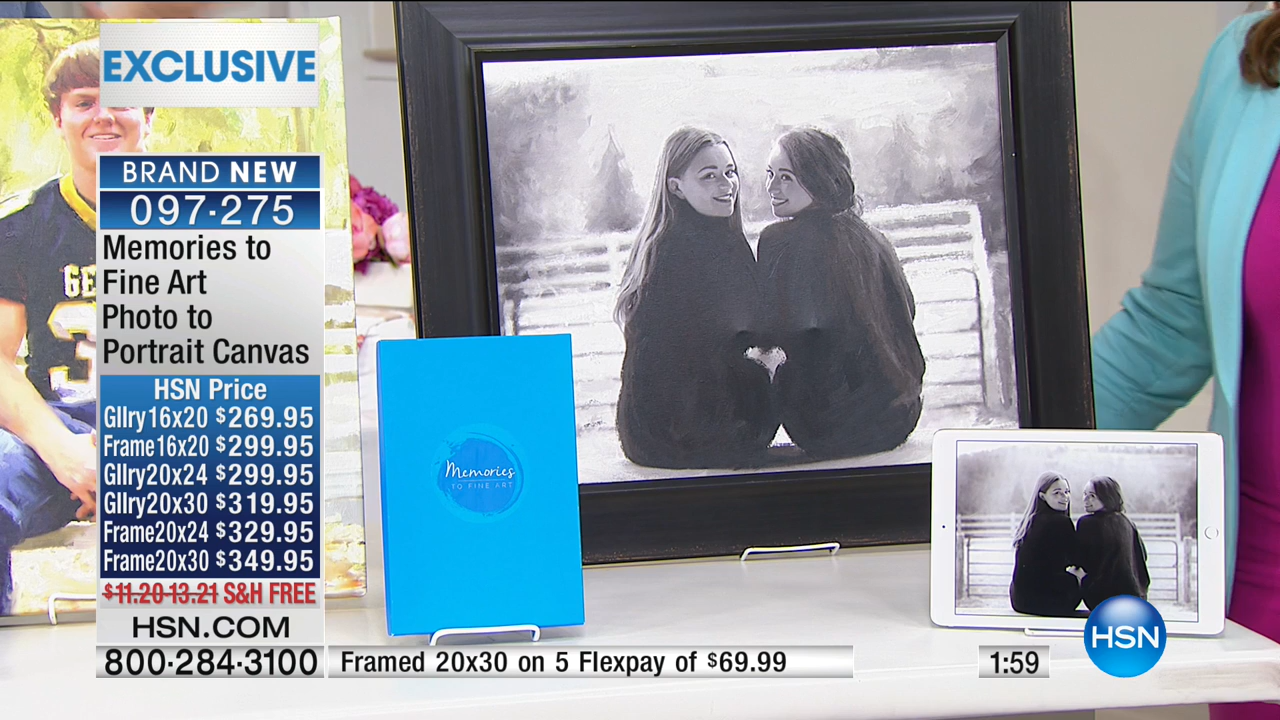 EXCLUSIVE
BRAND NEW
097·275
Memories to
Fine Art
Photo to
Portrait Canvas
HSN Price
Gllry16x20 $269.95
Frame16x20 $299.95
Gllry20x24 $299.95
Gllry20x30 $319.95
Frame20x24 $329.95
Frame20x30 $349.95
$11.20-13.21 S&H FREE
HSN.COM
800·284·3100
Framed 20x30 on 5 Flexpay of $69.99
1:59
HSN
GE
3
Memories
TO FINE ART